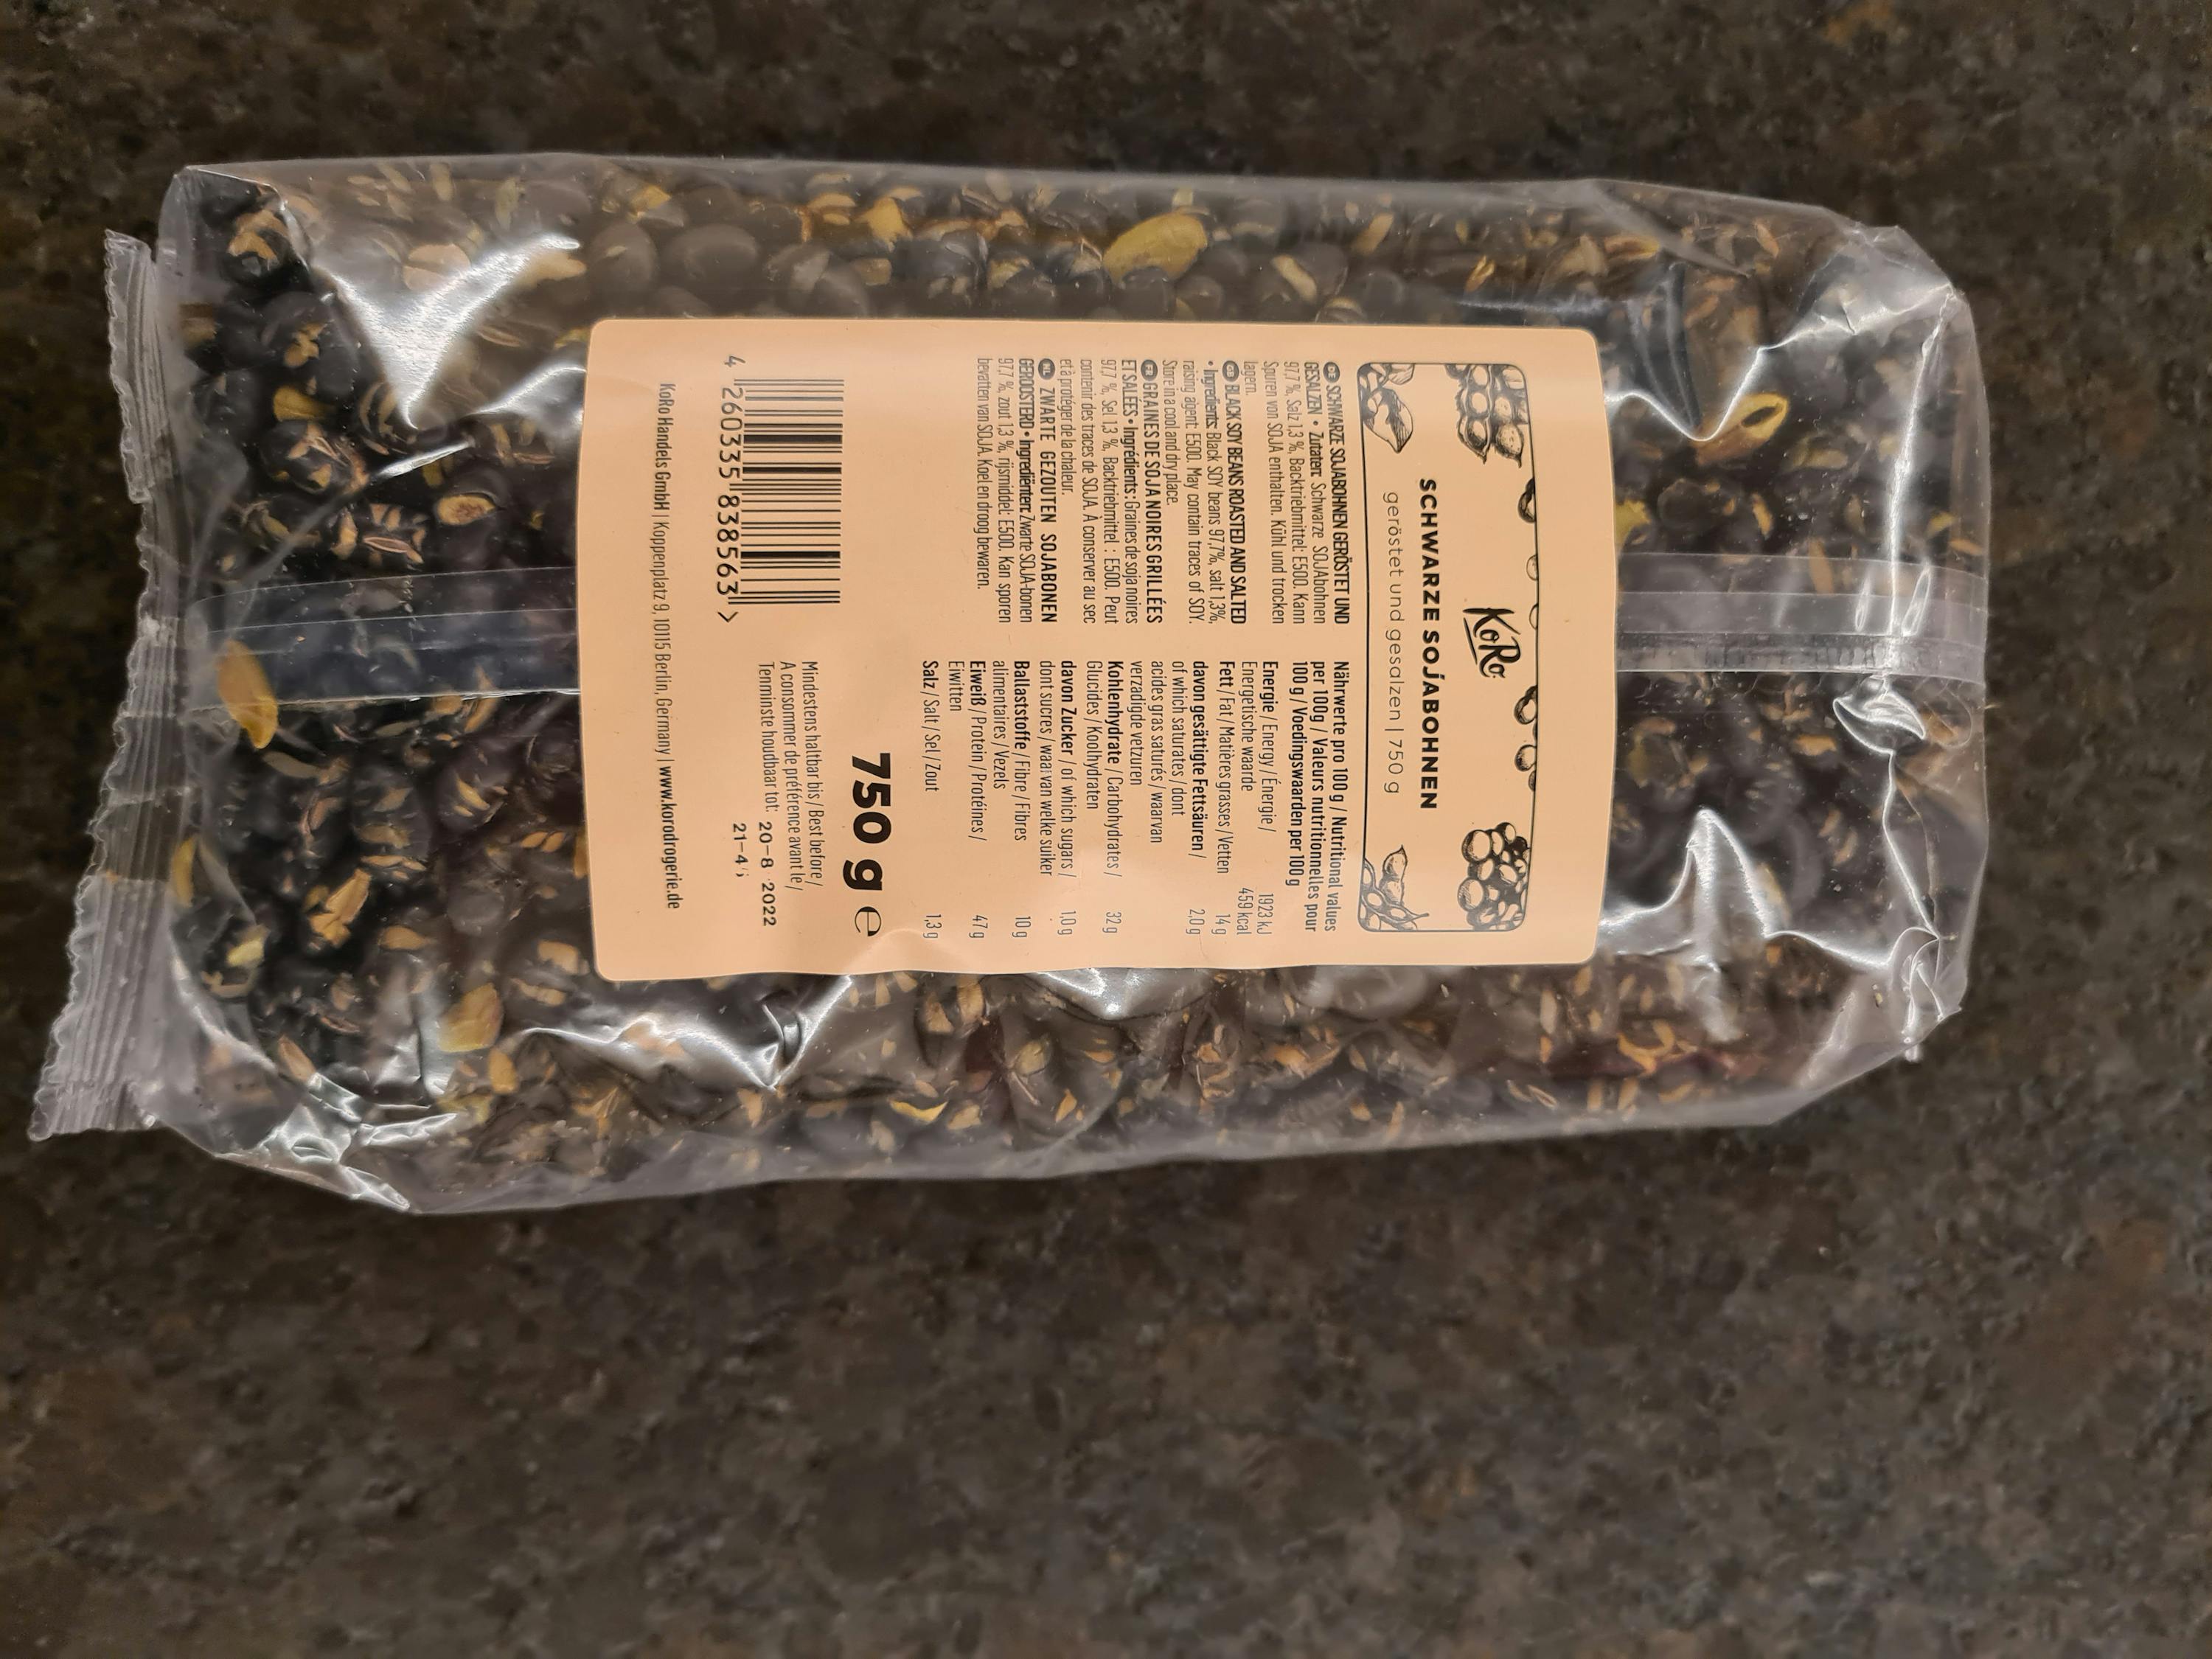 KoRo
SCHWARZE SOJABOHNEN
geröstet und gesalzen | 750 g
DE SCHWARZE SOJABOHNEN GERÖSTET UND
GESALZEN • Zutaten: Schwarze SOJAbohnen
97,7 %, Salz 1,3 %, Backtriebmittel: E500. Kann
Spuren von SOJA enthalten. Kühl und trocken
lagern.
GB BLACK SOY BEANS ROASTED AND SALTED
• Ingredients: Black SOY beans 97,7%, salt 1,3%,
raising agent: E500. May contain traces of SOY.
Store in a cool and dry place.
FR GRAINES DE SOJA NOIRES GRILLÉES
ET SALÉES • Ingrédients : Graines de soja noires
97,7 %, Sel 1,3 %, Backtriebmittel : E500. Peut
contenir des traces de SOJA. À conserver au sec
et à protéger de la chaleur.
NL ZWARTE GEZOUTEN SOJABONEN
GEROOSTERD • Ingrediënten: Zwarte SOJA-bonen
97,7 %, zout 1,3 %, rijsmiddel: E500. Kan sporen
bevatten van SOJA. Koel en droog bewaren.
4 260335 838563 >
Nährwerte pro 100 g / Nutritional values
per 100g / Valeurs nutritionnelles pour
100 g / Voedingswaarden per 100 g
Energie / Energy / Énergie / 1923 kJ
Energetische waarde 459 kcal
Fett / Fat / Matières grasses / Vetten 14 g
davon gesättigte Fettsäuren / 2,0 g
of which saturates / dont
acides gras saturés / waarvan
verzadigde vetzuren
Kohlenhydrate / Carbohydrates / 32 g
Glucides / Koolhydraten
davon Zucker / of which sugars / 1,0 g
dont sucres / waarvan welke suiker
Ballaststoffe / Fibre / Fibres 10 g
alimentaires / Vezels
Eiweiß / Protein / Protéines / 47 g
Eiwitten
Salz / Salt / Sel / Zout 1,3 g
750 g e
Mindestens haltbar bis / Best before /
A consommer de préférence avant le /
Tenminste houdbaar tot: 20-8 2022
KoRo Handels GmbH | Koppenplatz 9, 10115 Berlin, Germany | www.korodrogerie.de